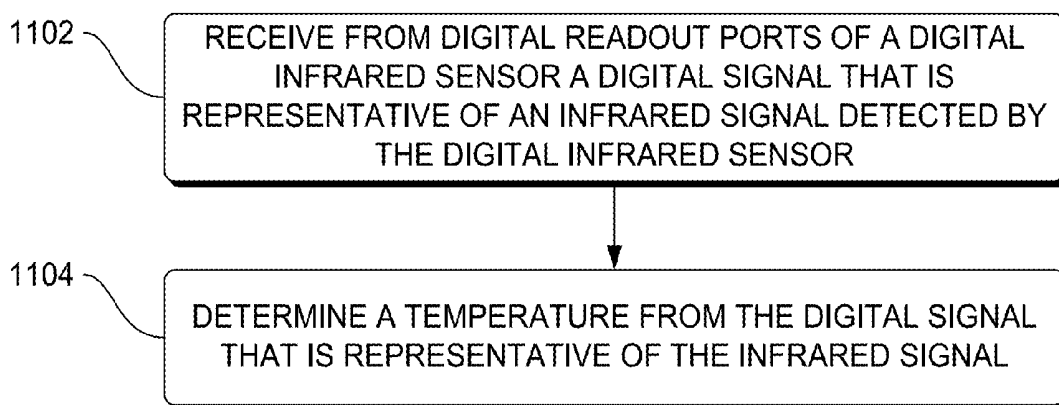 1102
RECEIVE FROM DIGITAL READOUT PORTS OF A DIGITAL
INFRARED SENSOR A DIGITAL SIGNAL THAT IS
REPRESENTATIVE OF AN INFRARED SIGNAL DETECTED BY
THE DIGITAL INFRARED SENSOR
1104
DETERMINE A TEMPERATURE FROM THE DIGITAL SIGNAL
THAT IS REPRESENTATIVE OF THE INFRARED SIGNAL